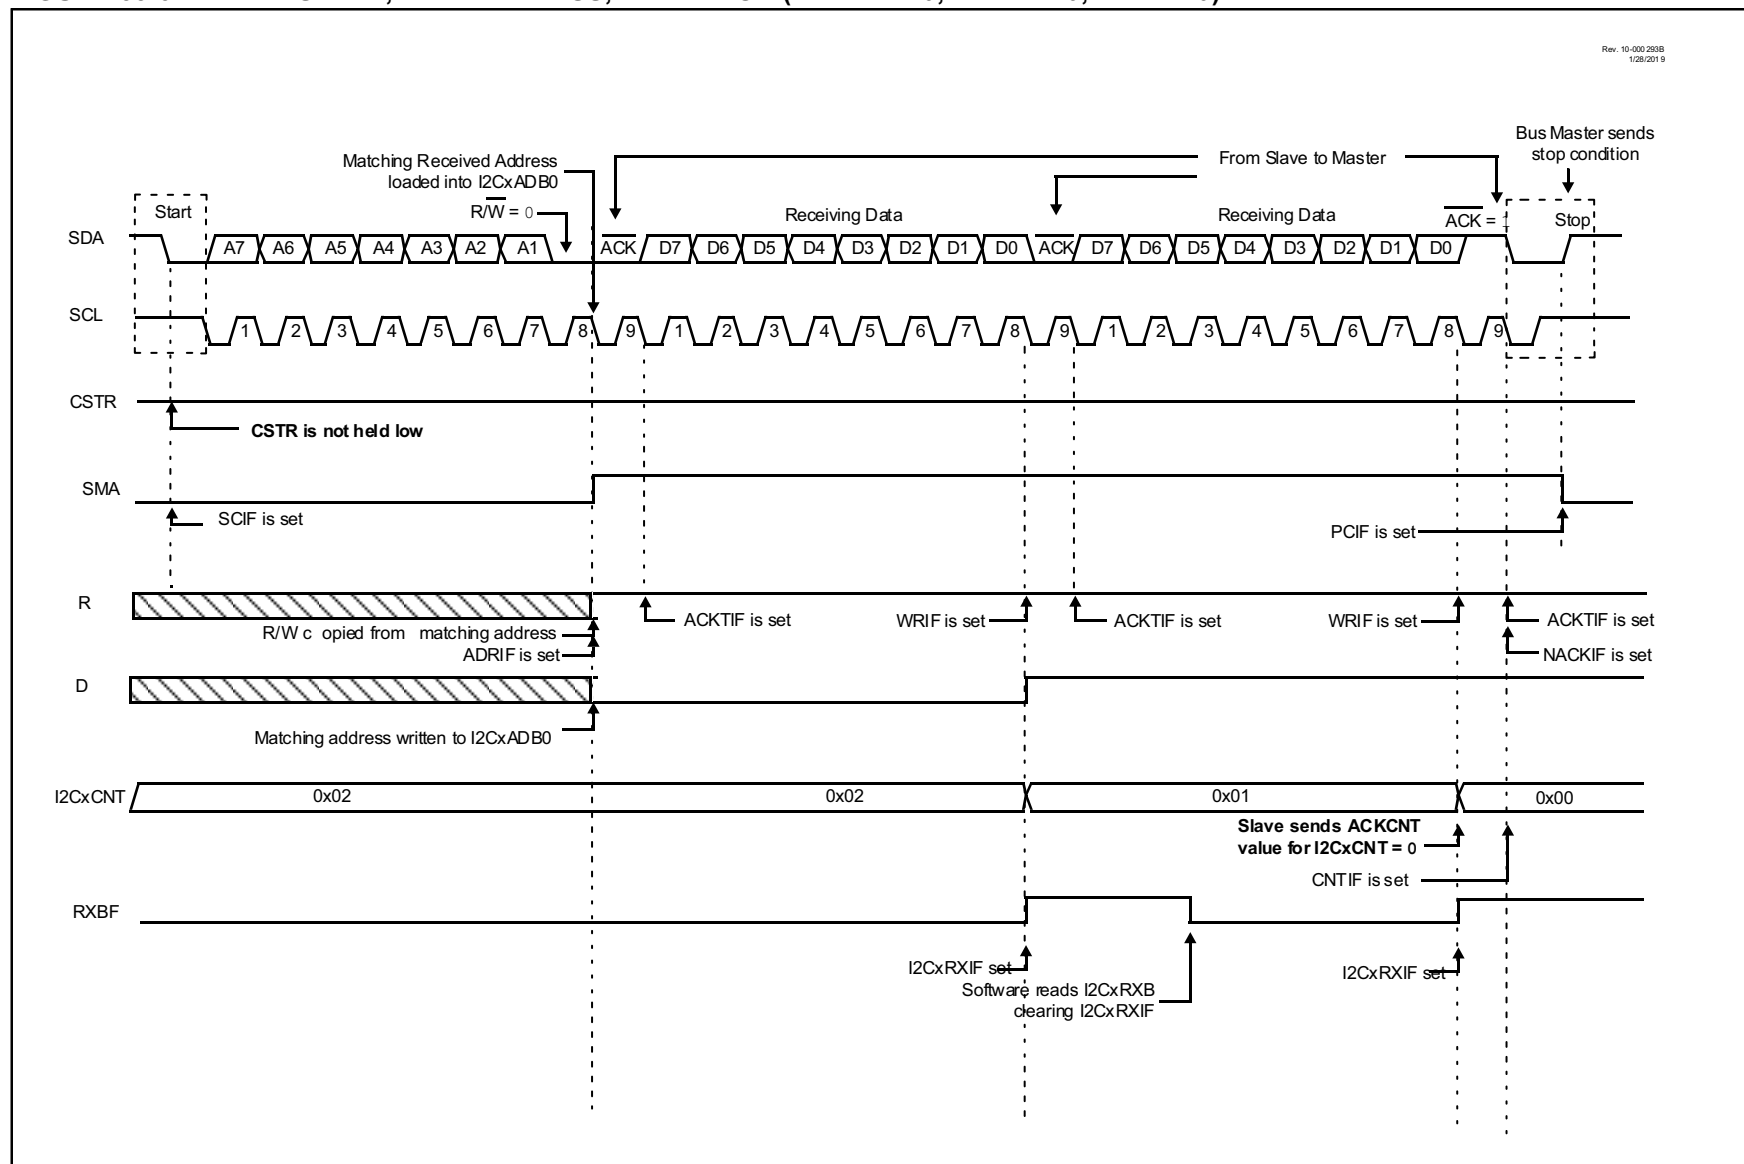 Rev. 10-000 293B
1/28/201 9
Bus Master sends
stop condition
Matching Received Address
loaded into I2CxADB0
From Slave to Master
R/W = 0
Start
Receiving Data
Receiving Data
ACK = 1
Stop
SDA
A7 A6 A5 A4 A3 A2 A1 ACK D7 D6 D5 D4 D3 D2 D1 D0 ACK D7 D6 D5 D4 D3 D2 D1 D0
SCL
1 2 3 4 5 6 7 8 9 1 2 3 4 5 6 7 8 9 1 2 3 4 5 6 7 8 9
CSTR
CSTR is not held low
SMA
SCIF is set
PCIF is set
R
ACKTIF is set
WRIF is set
ACKTIF is set
WRIF is set
ACKTIF is set
R/W c opied from matching address
ADRIF is set
NACKIF is set
D
Matching address written to I2CxADB0
I2CxCNT
0x02
0x02
0x01
0x00
Slave sends ACKCNT
value for I2CxCNT = 0
CNTIF is set
RXBF
I2CxRXIF set
I2CxRXIF set
Software reads I2CxRXB
clearing I2CxRXIF